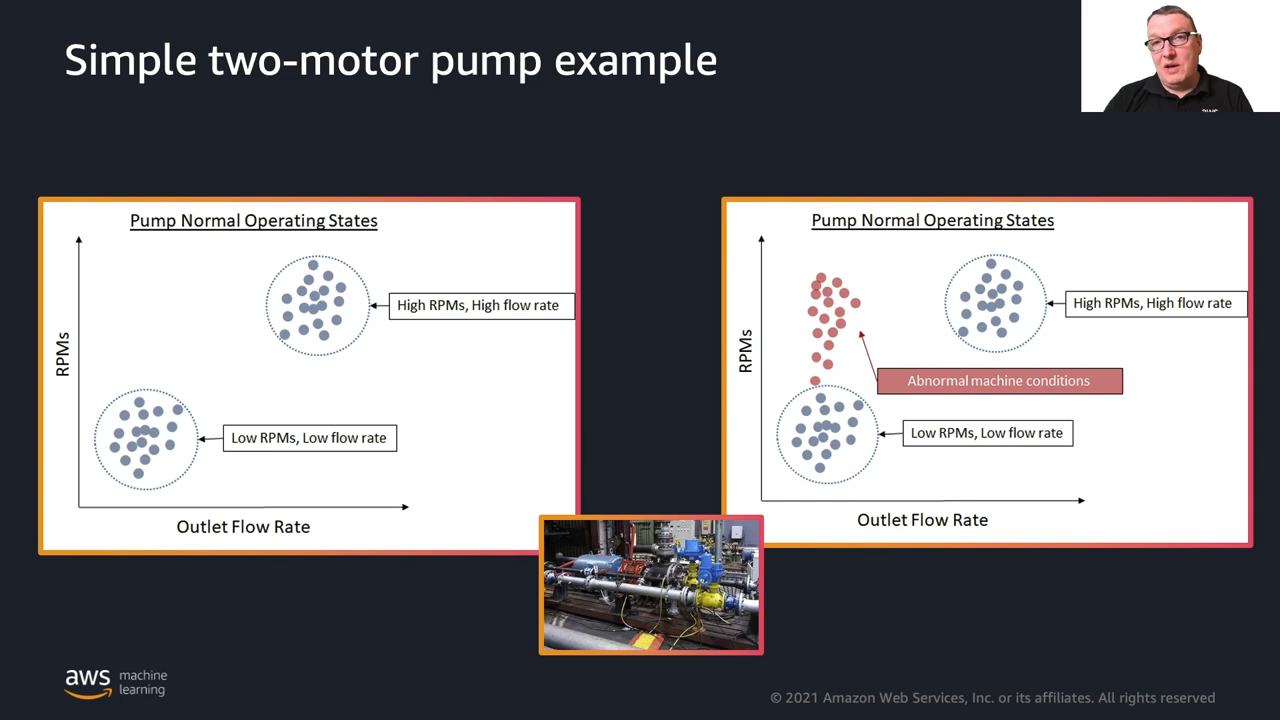 Simple two-motor pump example
aws
Pump Normal Operating States
High RPMs, High flow rate
RPMs
Low RPMs, Low flow rate
Outlet Flow Rate
Pump Normal Operating States
High RPMs, High flow rate
RPMs
Abnormal machine conditions
Low RPMs, Low flow rate
Outlet Flow Rate
aws machine
learning
© 2021 Amazon Web Services, Inc. or its affiliates. All rights reserved